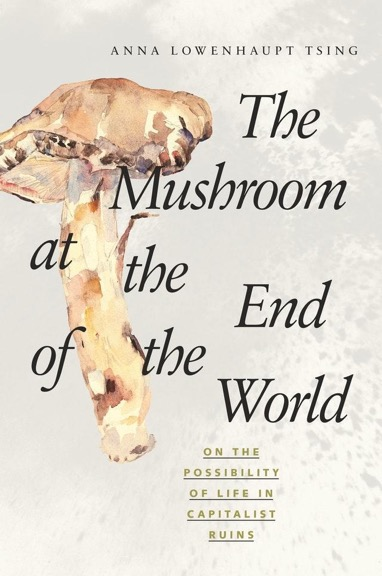 ANNA LOWENHAUPT TSING
The
Mushroom
at the
End
of the
World
ON THE
POSSIBILITY
OF LIFE IN
CAPITALIST
RUINS